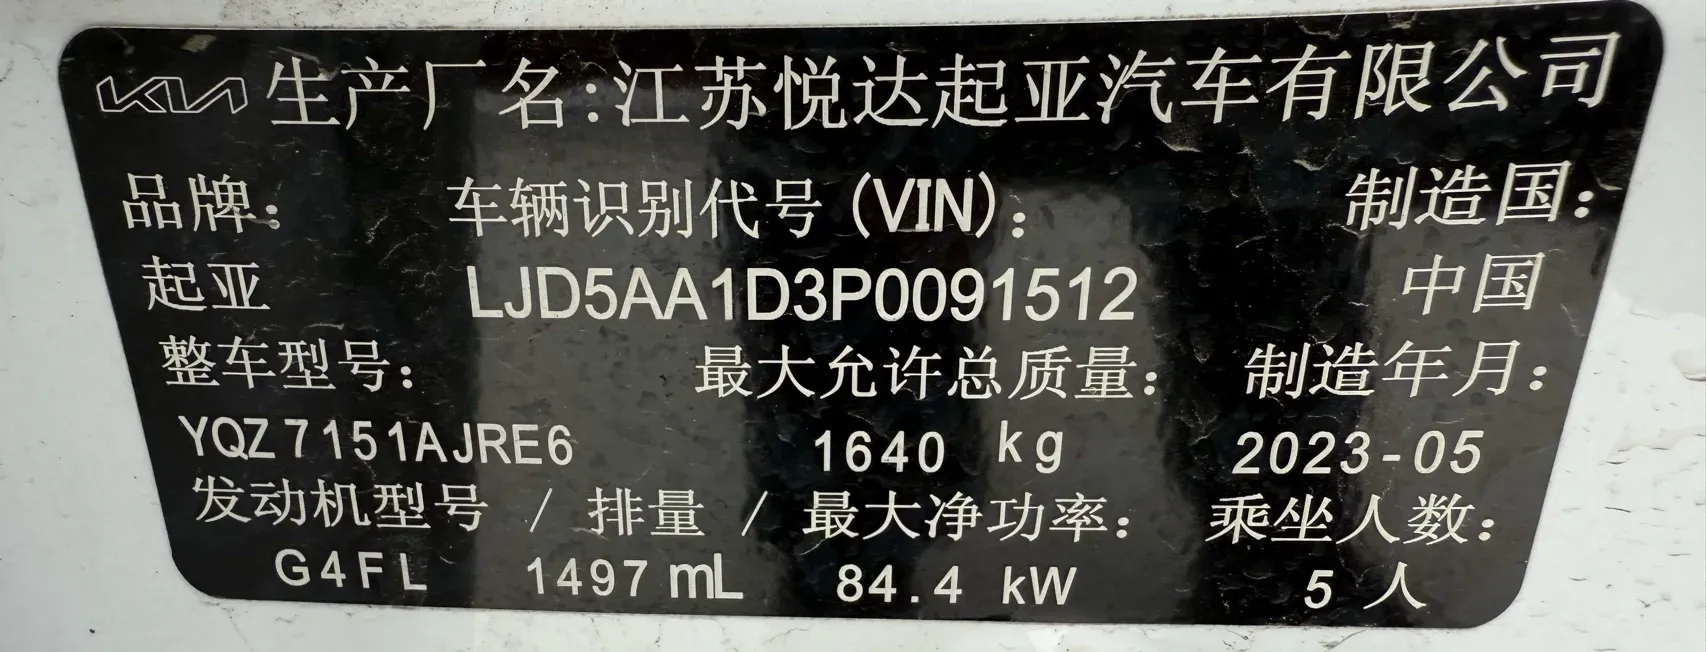 KIA 生产厂名:江苏悦达起亚汽车有限公司
品牌: 车辆识别代号(VIN): 制造国:
起亚 LJD5AA1D3P0091512 中国
整车型号: 最大允许总质量: 制造年月:
YQZ7151AJRE6 1640 kg 2023-05
发动机型号 / 排量 / 最大净功率: 乘坐人数:
G4FL 1497 mL 84.4 kW 5 人